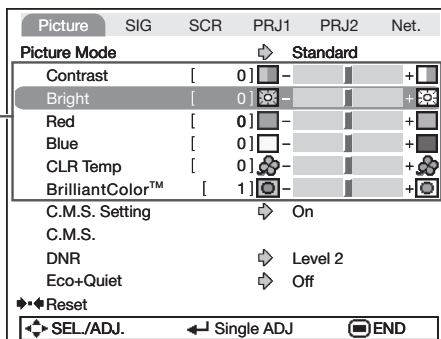 Picture SIG SCR PRJ1 PRJ2 Net.
Picture Mode Standard
Contrast [ 0] - +
Bright [ 0] - +
Red [ 0] - +
Blue [ 0] - +
CLR Temp [ 0] - +
BrilliantColor™ [ 1] - +
C.M.S. Setting On
C.M.S.
DNR Level 2
Eco+Quiet Off
Reset
SEL./ADJ. Single ADJ END